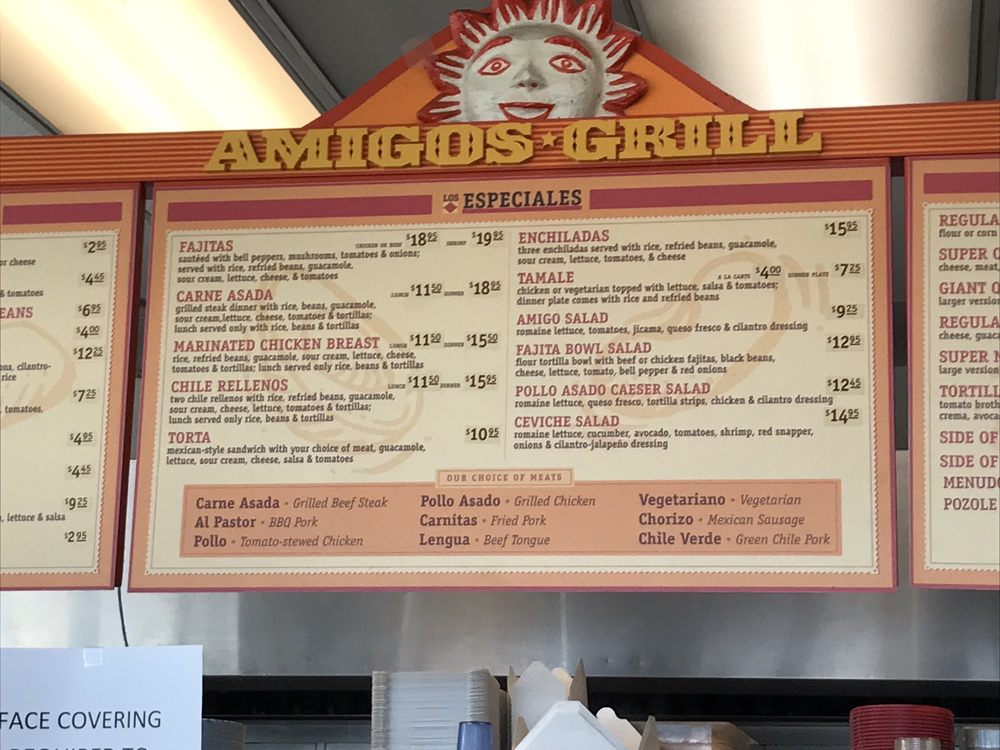 AMIGOS GRILL
LOS ESPECIALES
$2.95
or cheese
$4.45
& tomatoes
EANS $6.95
$4.00
$12.25
ons, cilantro-
rice
$7.25
tomatoes,
$4.95
$4.45
$9.25
, lettuce & salsa
$2.95
FAJITAS CHICKEN OR BEEF $18.95 SHRIMP $19.95
sautéed with bell peppers, mushrooms, tomatoes & onions;
served with rice, refried beans, guacamole,
sour cream, lettuce, cheese, & tomatoes
CARNE ASADA LUNCH $11.50 DINNER $18.95
grilled steak dinner with rice, beans, guacamole,
sour cream,lettuce, cheese, tomatoes & tortillas;
lunch served only with rice, beans & tortillas
MARINATED CHICKEN BREAST LUNCH $11.50 DINNER $15.50
rice, refried beans, guacamole, sour cream, lettuce, cheese,
tomatoes & tortillas; lunch served only rice, beans & tortillas
CHILE RELLENOS LUNCH $11.50 DINNER $15.95
two chile rellenos with rice, refried beans, guacamole,
sour cream, cheese, lettuce, tomatoes & tortillas;
lunch served only rice, beans & tortillas
TORTA $10.95
mexican-style sandwich with your choice of meat, guacamole,
lettuce, sour cream, cheese, salsa & tomatoes
ENCHILADAS $15.95
three enchiladas served with rice, refried beans, guacamole,
sour cream, lettuce, tomatoes, & cheese
TAMALE A LA CARTE $4.00 DINNER PLATE $7.25
chicken or vegetarian topped with lettuce, salsa & tomatoes;
dinner plate comes with rice and refried beans
AMIGO SALAD $9.25
romaine lettuce, tomatoes, jicama, queso fresco & cilantro dressing
FAJITA BOWL SALAD $12.95
flour tortilla bowl with beef or chicken fajitas, black beans,
cheese, lettuce, tomato, bell pepper & red onions
POLLO ASADO CAESER SALAD $12.45
romaine lettuce, queso fresco, tortilla strips, chicken & cilantro dressing
CEVICHE SALAD $14.95
romaine lettuce, cucumber, avocado, tomatoes, shrimp, red snapper,
onions & cilantro-jalapeño dressing
OUR CHOICE OF MEATS
Carne Asada • Grilled Beef Steak
Al Pastor • BBQ Pork
Pollo • Tomato-stewed Chicken
Pollo Asado • Grilled Chicken
Carnitas • Fried Pork
Lengua • Beef Tongue
Vegetariano • Vegetarian
Chorizo • Mexican Sausage
Chile Verde • Green Chile Pork
REGULA
flour or corn
SUPER
cheese, meat,
GIANT
larger version
REGULA
cheese, guac
SUPER
large version
TORTIL
tomato broth
crema, avoca
SIDE OF
SIDE OF
MENUDO
POZOLE
FACE COVERING
REQUIRED TO